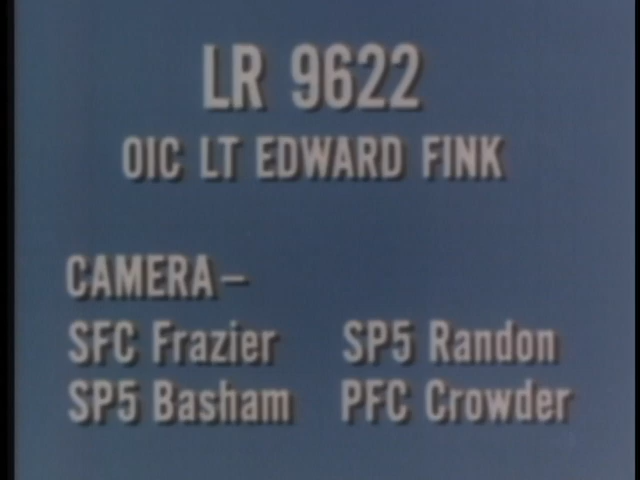 LR 9622
OIC LT EDWARD FINK
CAMERA–
SFC Frazier SP5 Randon
SP5 Basham PFC Crowder